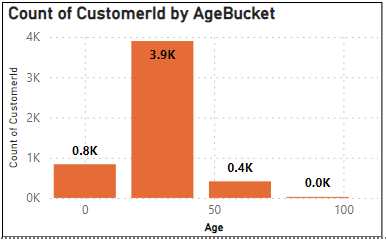 Count of CustomerId by AgeBucket
4K
3.9K
3K
2K
1K
0.8K
0.4K
0.0K
0K
Count of CustomerId
0
50
100
Age